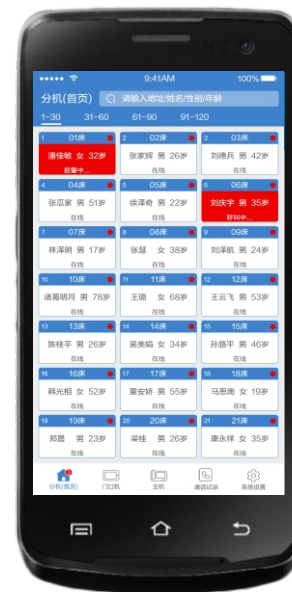 9:41AM 100%
分机(首页) 请输入地址/姓名/性别/年龄
1-30 31-60 61-90 91-120
1 01床 2 02床 3 03床
潘佳敏 女 32岁 张家辉 男 26岁 刘德兵 男 42岁
报警中... 在线 在线
4 04床 5 05床 6 06床
张瓜家 男 51岁 徐泽奇 男 22岁 刘庆宇 男 35岁
在线 在线 呼叫中...
7 07床 8 08床 9 09床
林泽明 男 17岁 张慧 女 38岁 刘泽航 男 24岁
在线 在线 在线
10 10床 11 11床 12 12床
诸葛明月 男 78岁 王璐 女 68岁 王云飞 男 53岁
在线 在线 在线
13 13床 14 14床 15 15床
陈桂平 男 26岁 吴美娟 女 34岁 孙路平 男 46岁
在线 在线 在线
16 16床 17 17床 18 18床
韩光相 女 52岁 董安娇 男 55岁 马思雨 女 19岁
在线 在线 在线
19 19床 20 20床 21 21床
郑晨 男 23岁 梁桂 男 26岁 康永祥 女 35岁
在线 在线 在线
分机(首页) 门口机 主机 通话记录 系统设置